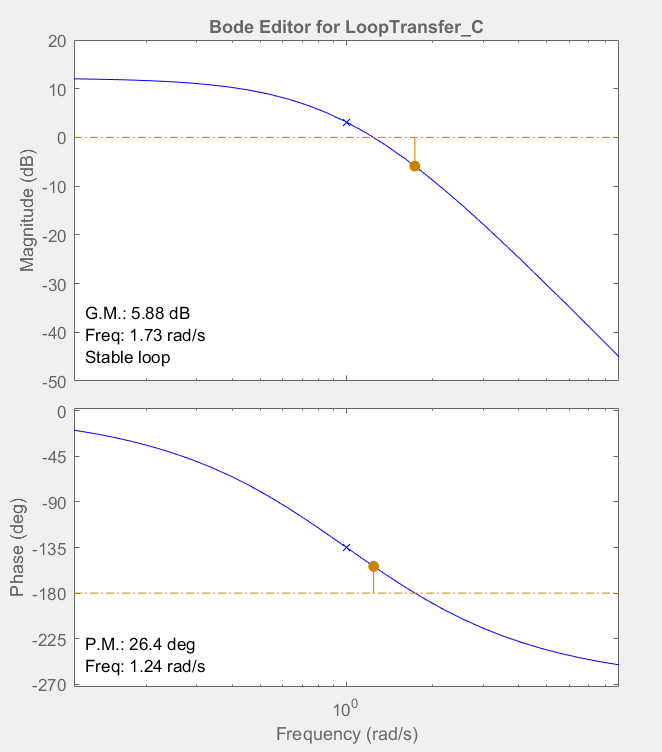 Bode Editor for LoopTransfer_C
20
10
0
-10
-20
-30
-40
-50
Magnitude (dB)
G.M.: 5.88 dB
Freq: 1.73 rad/s
Stable loop
0
-45
-90
-135
-180
-225
-270
Phase (deg)
P.M.: 26.4 deg
Freq: 1.24 rad/s
10^0
Frequency (rad/s)